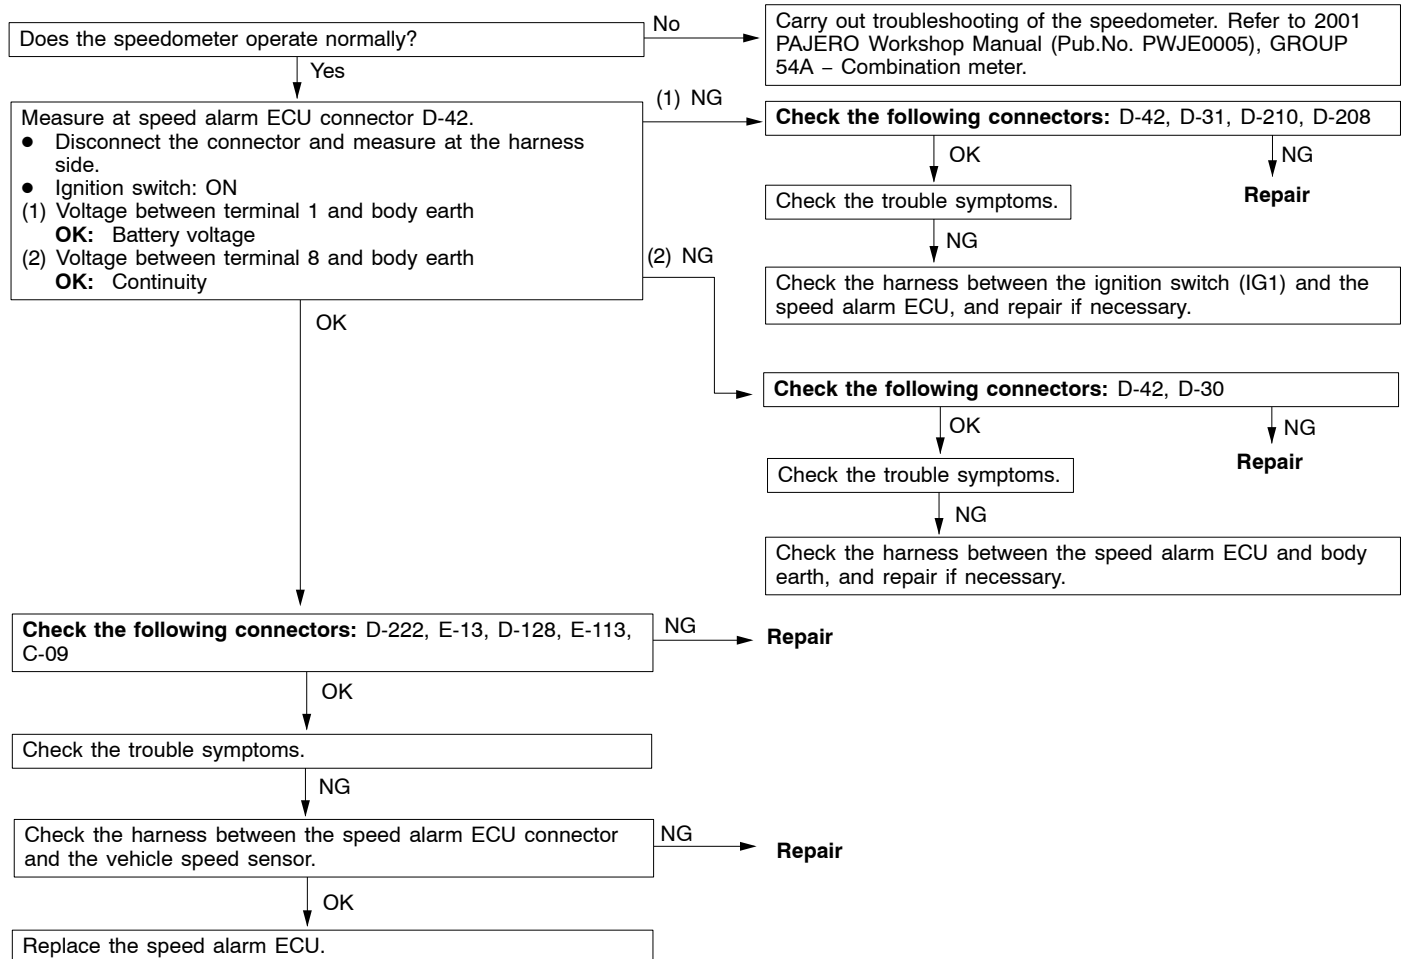 Does the speedometer operate normally?
No
Carry out troubleshooting of the speedometer. Refer to 2001
PAJERO Workshop Manual (Pub.No. PWJE0005), GROUP
54A – Combination meter.
Yes
Measure at speed alarm ECU connector D-42.
● Disconnect the connector and measure at the harness
side.
● Ignition switch: ON
(1) Voltage between terminal 1 and body earth
OK: Battery voltage
(2) Voltage between terminal 8 and body earth
OK: Continuity
(1) NG
Check the following connectors: D-42, D-31, D-210, D-208
OK
NG
Repair
Check the trouble symptoms.
NG
Check the harness between the ignition switch (IG1) and the
speed alarm ECU, and repair if necessary.
(2) NG
Check the following connectors: D-42, D-30
OK
NG
Repair
Check the trouble symptoms.
NG
Check the harness between the speed alarm ECU and body
earth, and repair if necessary.
OK
Check the following connectors: D-222, E-13, D-128, E-113,
C-09
NG
Repair
OK
Check the trouble symptoms.
NG
Check the harness between the speed alarm ECU connector
and the vehicle speed sensor.
NG
Repair
OK
Replace the speed alarm ECU.